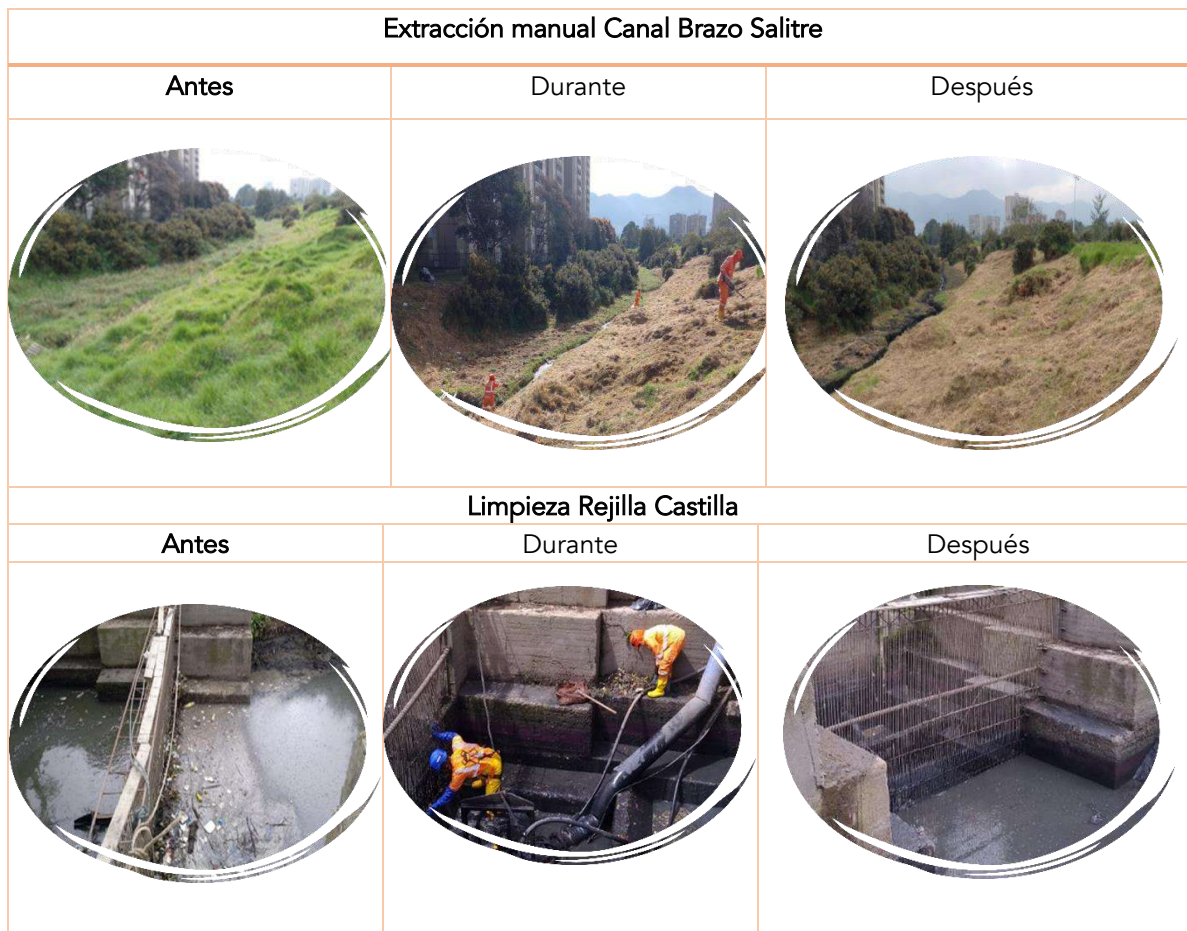 Extracción manual Canal Brazo Salitre
Antes
Durante
Después
Limpieza Rejilla Castilla
Antes
Durante
Después